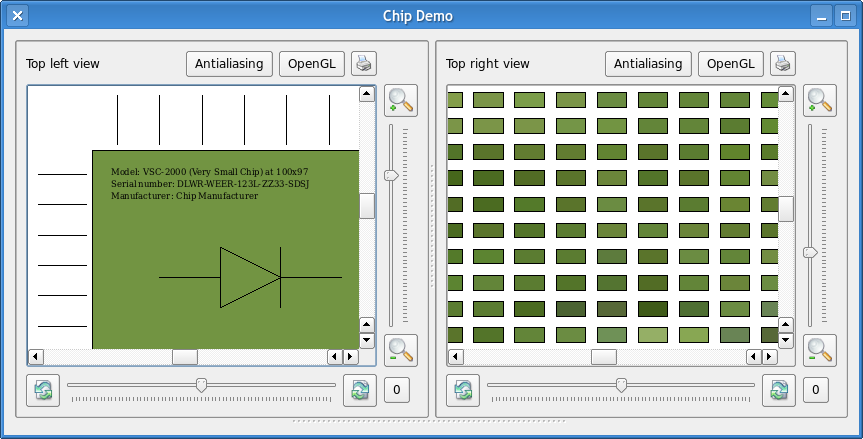 Chip Demo
Top left view
Antialiasing
OpenGL
Top right view
Antialiasing
OpenGL
Model: VSC-2000 (Very Small Chip) at 100x97
Serial number: DLWR-WEER-123L-ZZ33-SDSJ
Manufacturer: Chip Manufacturer
0
0